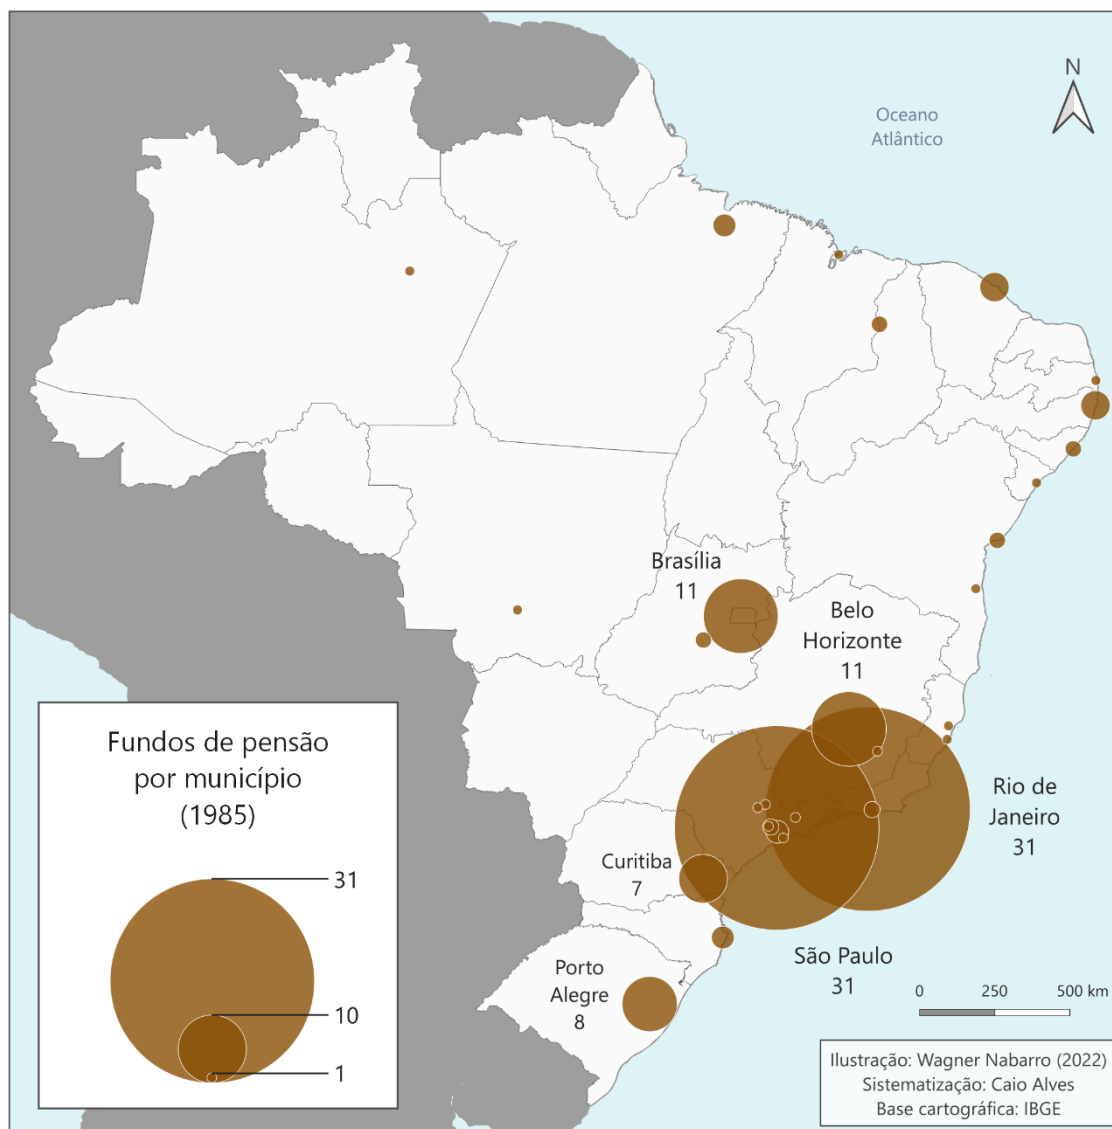 N
Oceano
Atlântico
Brasília
11
Belo
Horizonte
11
Rio de
Janeiro
31
Curitiba
7
São Paulo
31
Porto
Alegre
8
Fundos de pensão
por município
(1985)
31
10
1
0 250 500 km
Ilustração: Wagner Nabarro (2022)
Sistematização: Caio Alves
Base cartográfica: IBGE